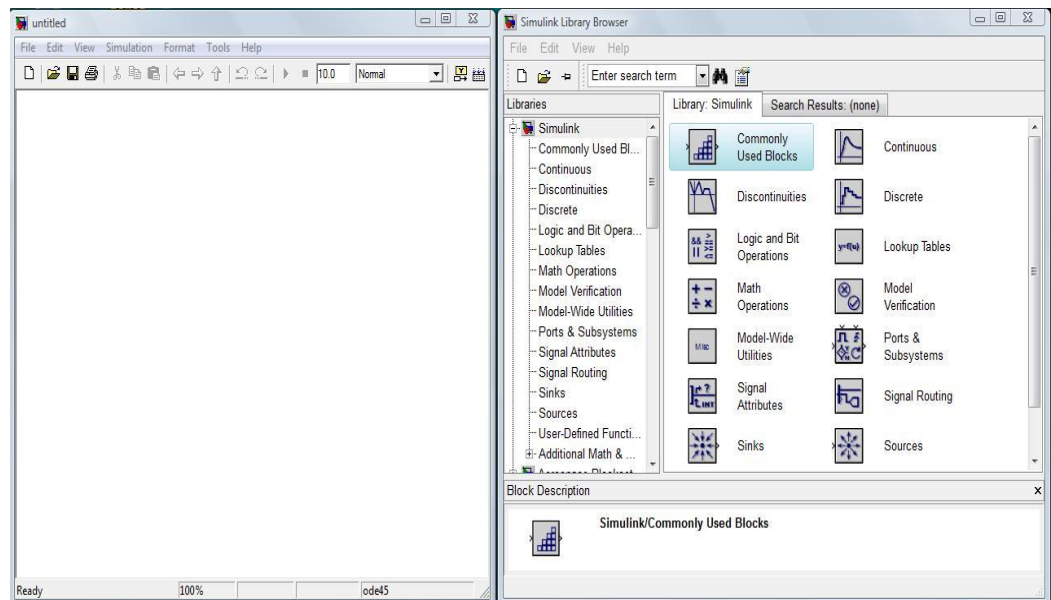 untitled
File Edit View Simulation Format Tools Help
10.0 Normal
Ready 100% ode45
Simulink Library Browser
File Edit View Help
Enter search term
Libraries
Simulink
Commonly Used Bl...
Continuous
Discontinuities
Discrete
Logic and Bit Opera...
Lookup Tables
Math Operations
Model Verification
Model-Wide Utilities
Ports & Subsystems
Signal Attributes
Signal Routing
Sinks
Sources
User-Defined Functi...
Additional Math & ...
Library: Simulink Search Results: (none)
Commonly
Used Blocks
Continuous
Discontinuities
Discrete
Logic and Bit
Operations
y=f(u)
Lookup Tables
Math
Operations
Model
Verification
Misc
Model-Wide
Utilities
Ports &
Subsystems
Signal
Attributes
Signal Routing
Sinks
Sources
Block Description
Simulink/Commonly Used Blocks